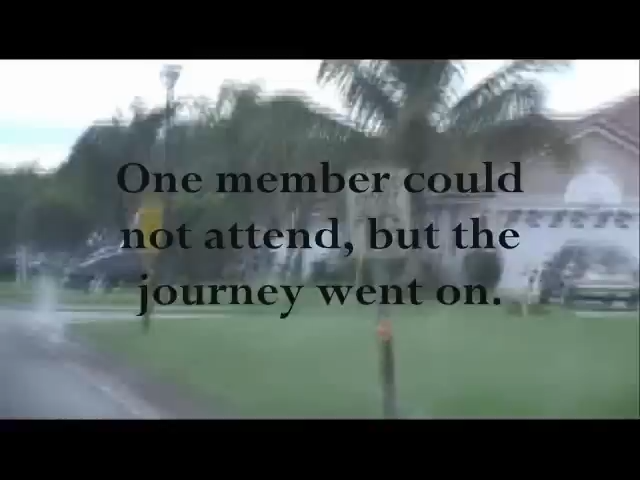 One member could
not attend, but the
journey went on.